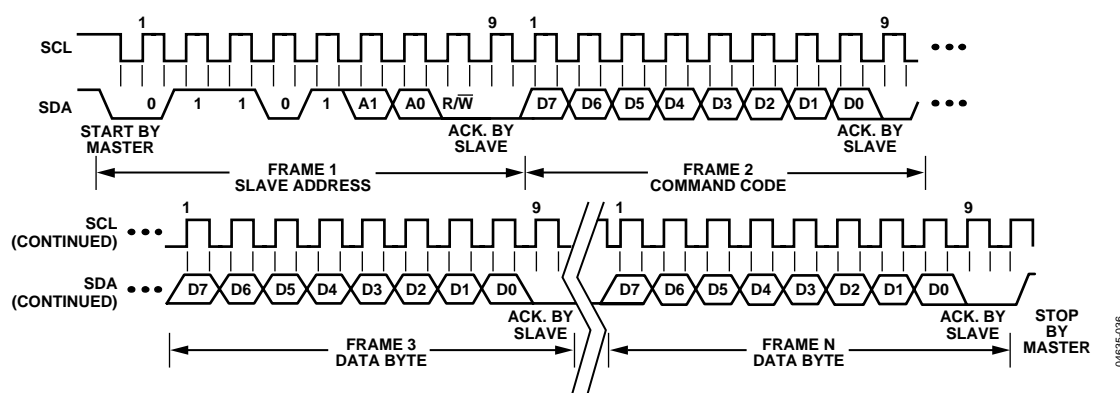 1 9 1 9
SCL
SDA 0 1 1 0 1 A1 A0 R/W̅ D7 D6 D5 D4 D3 D2 D1 D0
START BY MASTER
ACK. BY SLAVE
ACK. BY SLAVE
FRAME 1
SLAVE ADDRESS
FRAME 2
COMMAND CODE
1 9 1 9
SCL
(CONTINUED)
SDA
(CONTINUED)
D7 D6 D5 D4 D3 D2 D1 D0 D7 D6 D5 D4 D3 D2 D1 D0
ACK. BY SLAVE
ACK. BY SLAVE
STOP BY MASTER
FRAME 3
DATA BYTE
FRAME N
DATA BYTE
04635-036